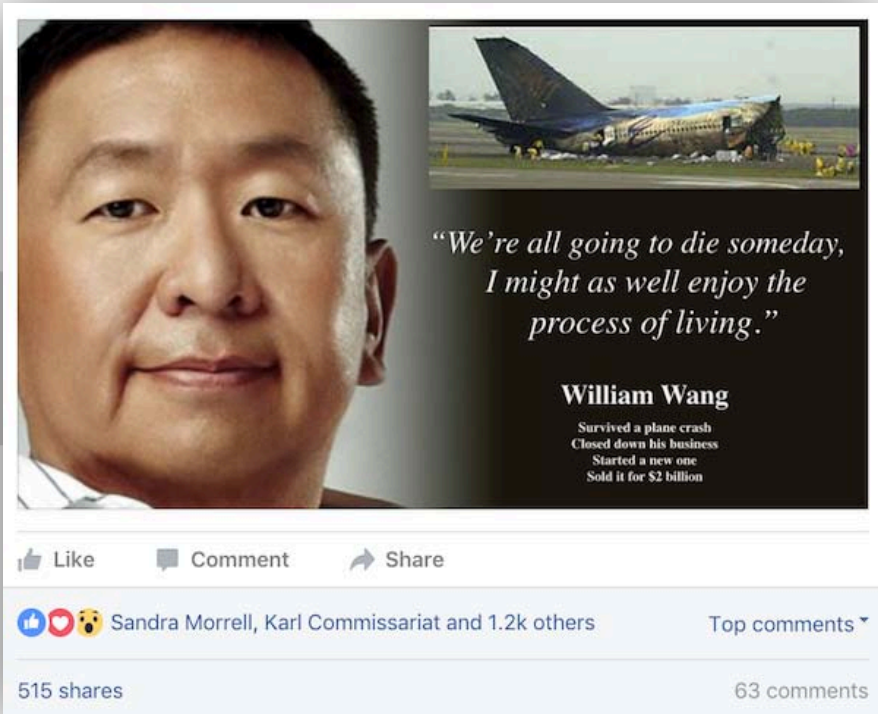 “We’re all going to die someday,
I might as well enjoy the
process of living.”
William Wang
Survived a plane crash
Closed down his business
Started a new one
Sold it for $2 billion
Like Comment Share
Sandra Morrell, Karl Commissariat and 1.2k others Top comments
515 shares 63 comments